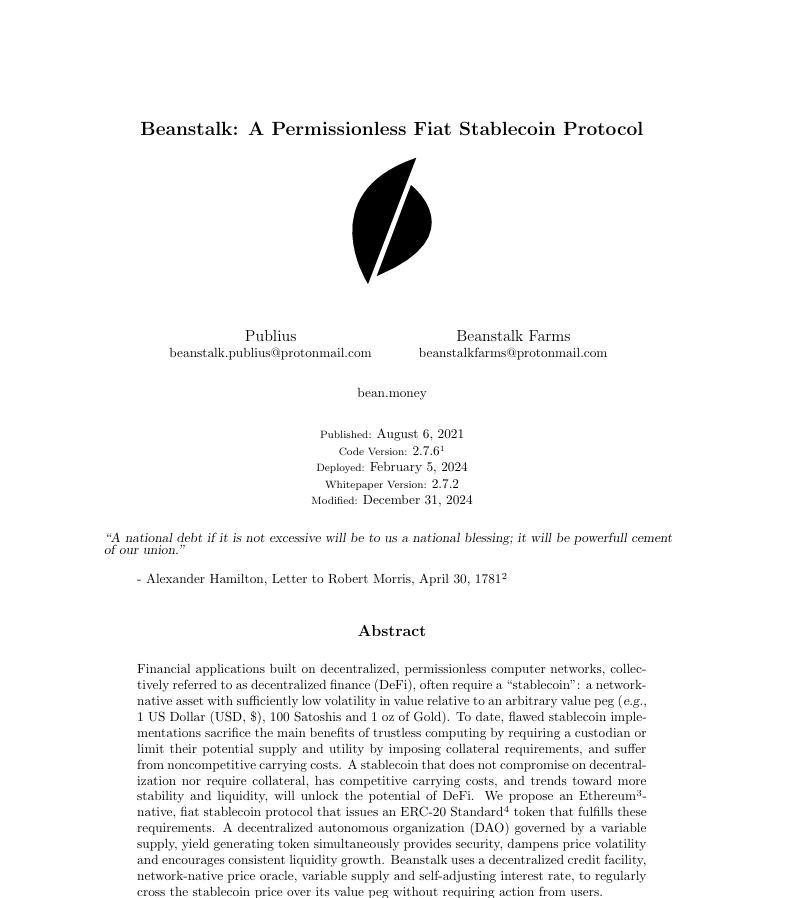 Beanstalk: A Permissionless Fiat Stablecoin Protocol
Publius
beanstalk.publius@protonmail.com
Beanstalk Farms
beanstalkfarms@protonmail.com
bean.money
Published: August 6, 2021
Code Version: 2.7.6¹
Deployed: February 5, 2024
Whitepaper Version: 2.7.2
Modified: December 31, 2024
“A national debt if it is not excessive will be to us a national blessing; it will be powerfull cement
of our union.”
- Alexander Hamilton, Letter to Robert Morris, April 30, 1781²
Abstract
Financial applications built on decentralized, permissionless computer networks, collec-
tively referred to as decentralized finance (DeFi), often require a “stablecoin”: a network-
native asset with sufficiently low volatility in value relative to an arbitrary value peg (e.g.,
1 US Dollar (USD, $), 100 Satoshis and 1 oz of Gold). To date, flawed stablecoin imple-
mentations sacrifice the main benefits of trustless computing by requiring a custodian or
limit their potential supply and utility by imposing collateral requirements, and suffer
from noncompetitive carrying costs. A stablecoin that does not compromise on decentral-
ization nor require collateral, has competitive carrying costs, and trends toward more
stability and liquidity, will unlock the potential of DeFi. We propose an Ethereum³-
native, fiat stablecoin protocol that issues an ERC-20 Standard⁴ token that fulfills these
requirements. A decentralized autonomous organization (DAO) governed by a variable
supply, yield generating token simultaneously provides security, dampens price volatility
and encourages consistent liquidity growth. Beanstalk uses a decentralized credit facility,
network-native price oracle, variable supply and self-adjusting interest rate, to regularly
cross the stablecoin price over its value peg without requiring action from users.